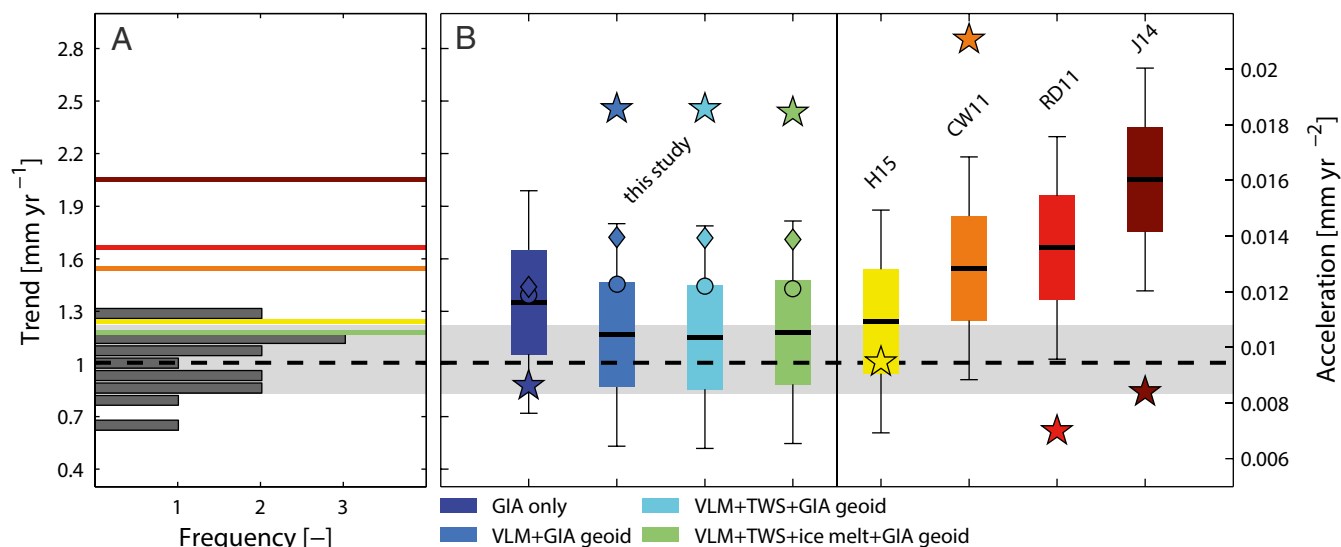 A
B
Trend [mm yr −1]
2.8
2.5
2.2
1.9
1.6
1.3
1
0.7
0.4
1
2
3
Frequency [−]
this study
H15
CW11
RD11
J14
0.02
0.018
0.016
0.014
0.012
0.01
0.008
0.006
Acceleration [mm yr −2]
GIA only
VLM+GIA geoid
VLM+TWS+GIA geoid
VLM+TWS+ice melt+GIA geoid